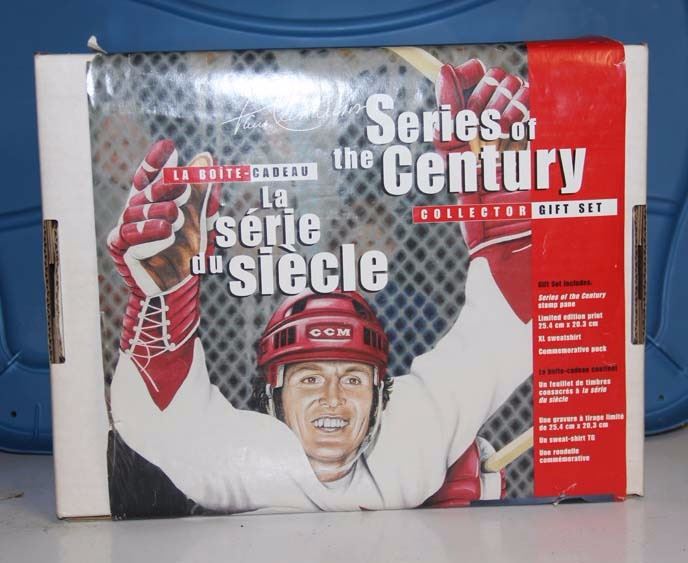 Series of
the Century
COLLECTOR GIFT SET
LA BOÎTE-CADEAU
La
série
du siècle
CCM
Gift Set includes:
Series of the Century
stamp pane
Limited edition print
25.4 cm x 20.3 cm
XL sweatshirt
Commemorative puck
La boîte-cadeau contient
Un feuillet de timbres
consacrés à la série
du siècle
Une gravure à tirage limité
de 25,4 cm x 20,3 cm
Un sweat-shirt TG
Une rondelle
commémorative